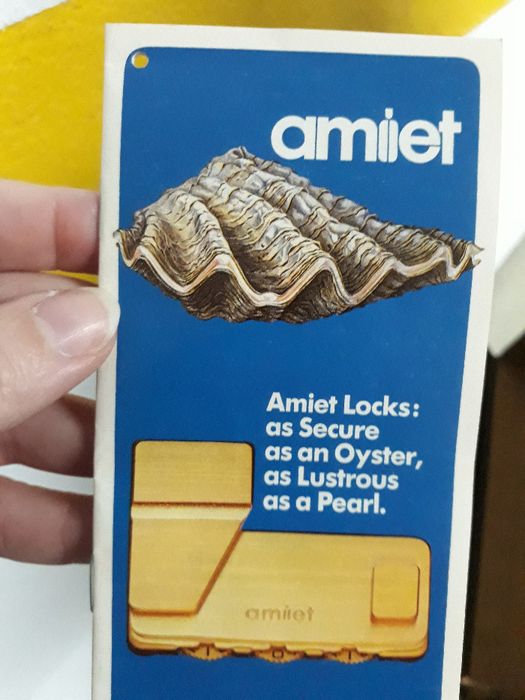 amiet
Amiet Locks:
as Secure
as an Oyster,
as Lustrous
as a Pearl.
amiet